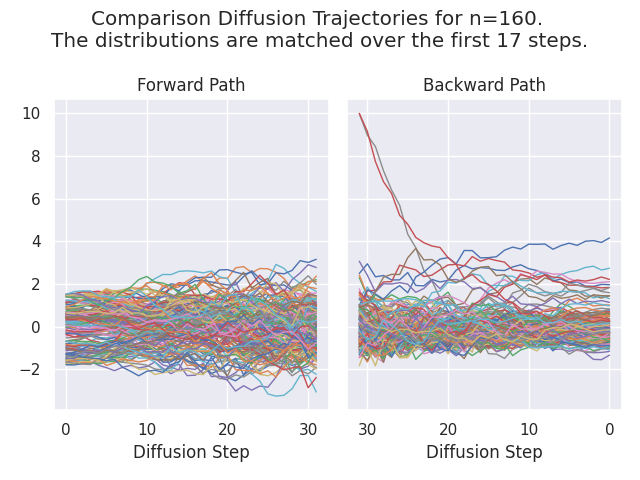 Comparison Diffusion Trajectories for n=160.
The distributions are matched over the first 17 steps.
Forward Path
Backward Path
10
8
6
4
2
0
−2
0
10
20
30
30
20
10
0
Diffusion Step
Diffusion Step